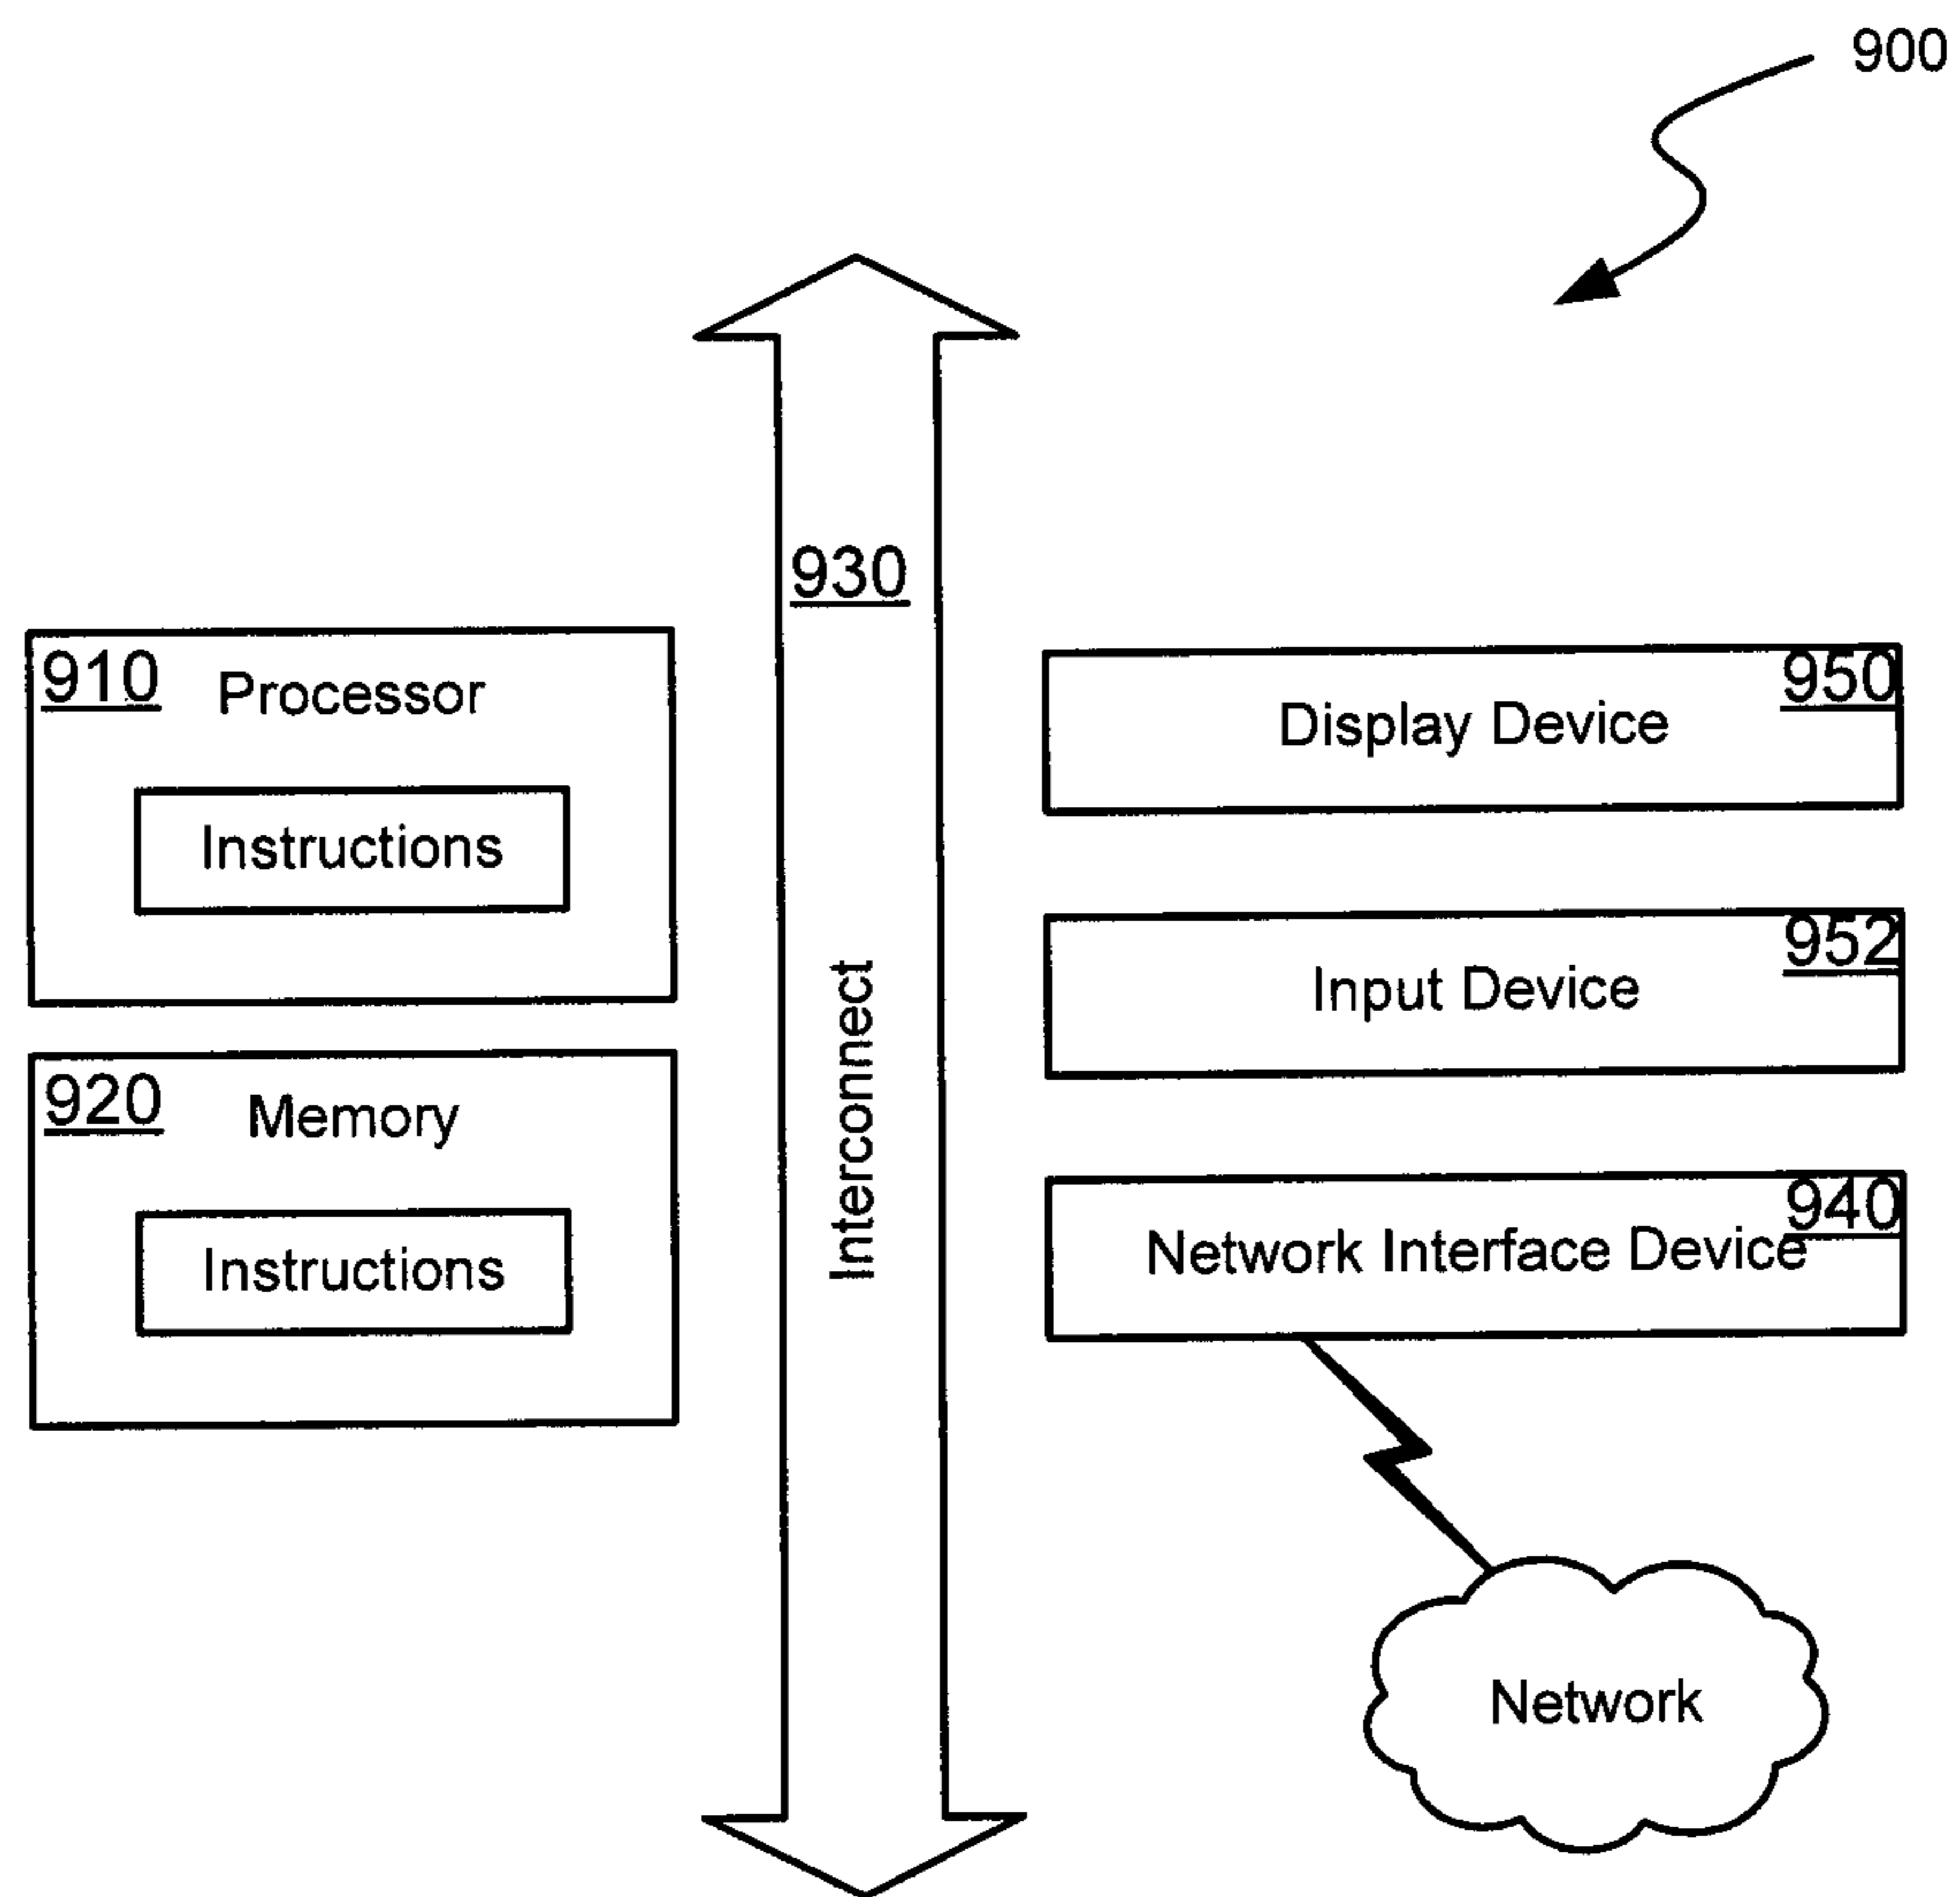 900
930
Interconnect
910
Processor
Instructions
920
Memory
Instructions
950
Display Device
952
Input Device
940
Network Interface Device
Network